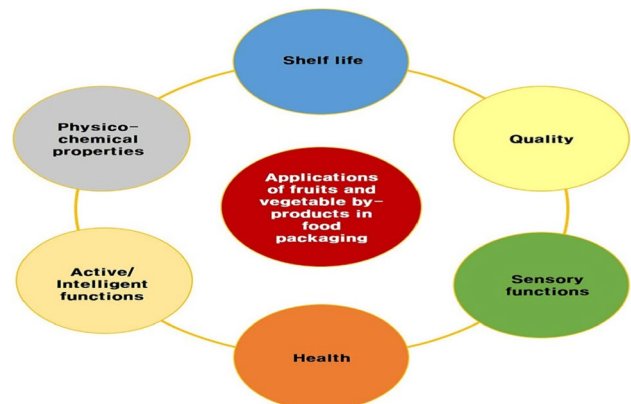 Shelf life
Physico-
chemical
properties
Quality
Applications
of fruits and
vegetable by-
products in
food
packaging
Active/
Intelligent
functions
Sensory
functions
Health